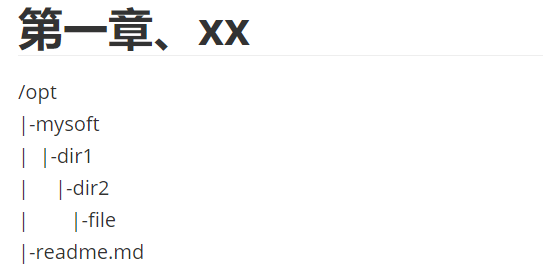 第一章、xx
/opt
|-mysoft
|  |-dir1
|     |-dir2
|        |-file
|-readme.md